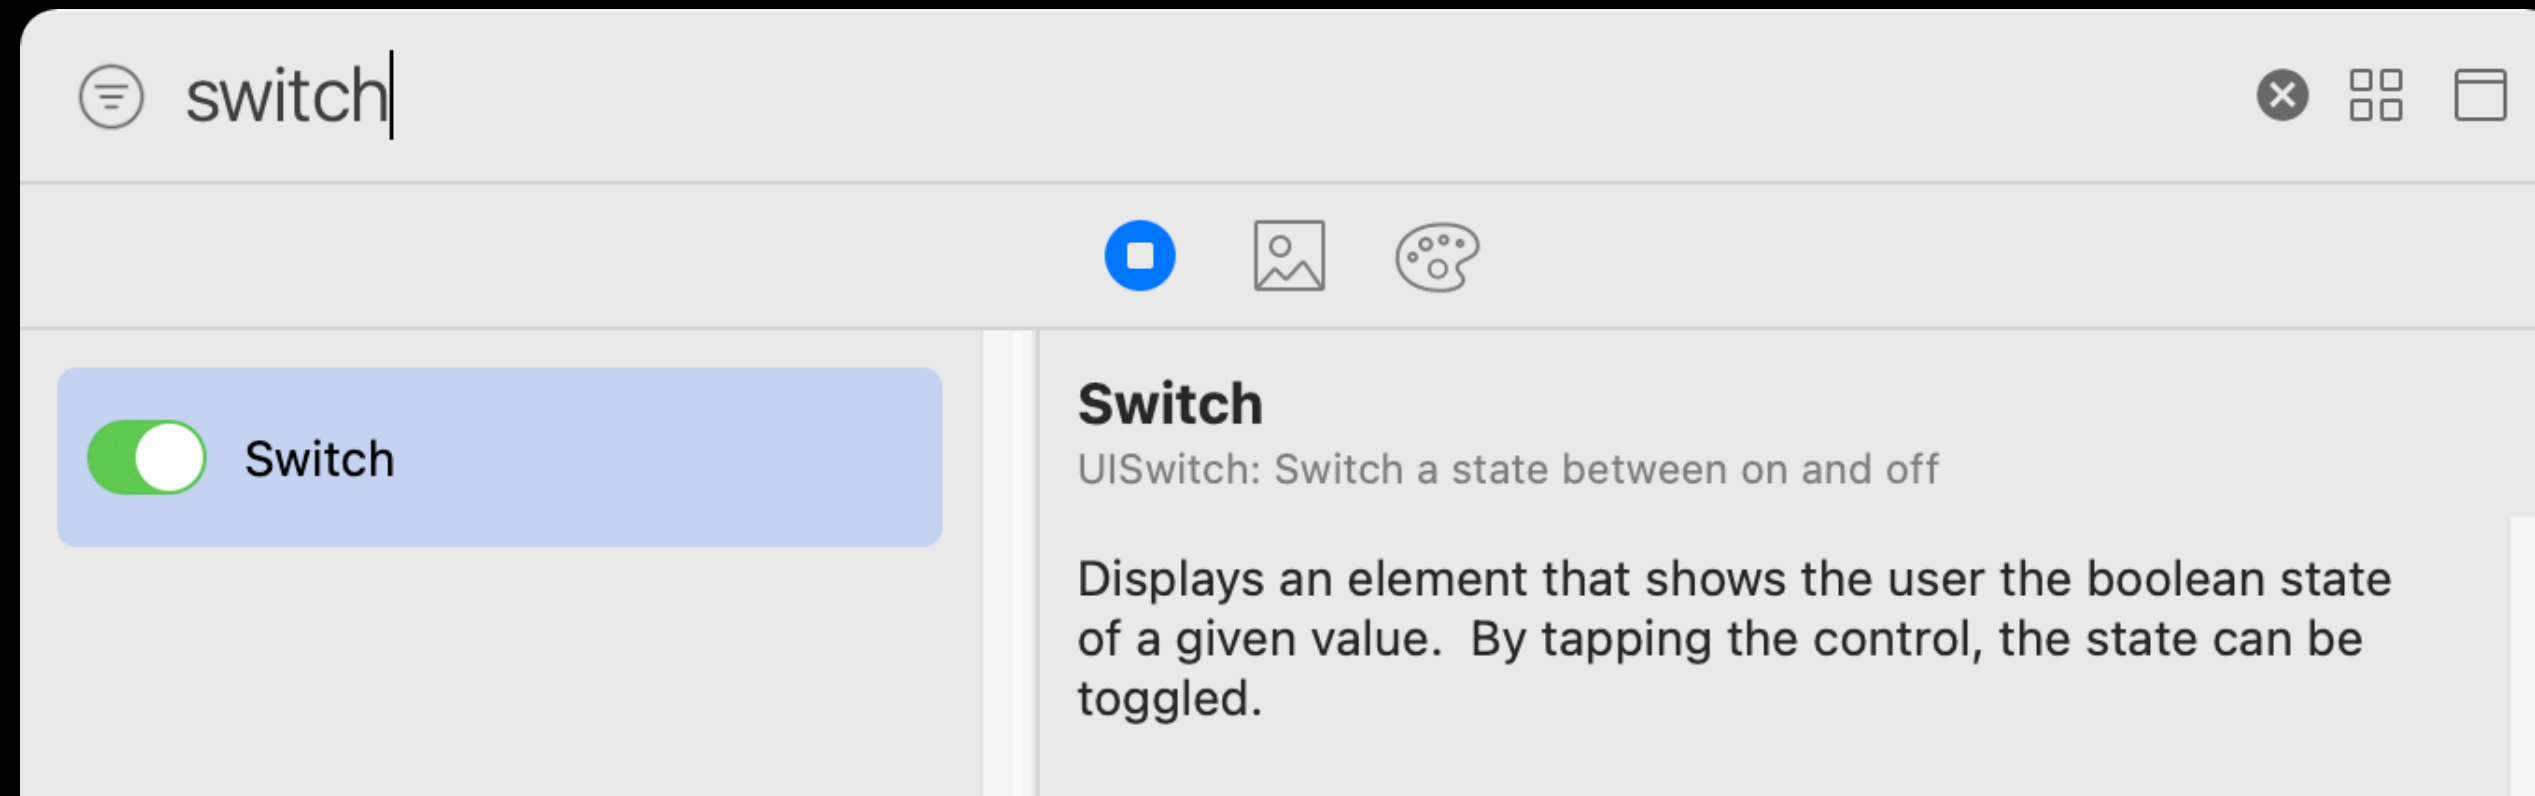 switch
Switch
Switch
UISwitch: Switch a state between on and off
Displays an element that shows the user the boolean state
of a given value.  By tapping the control, the state can be
toggled.